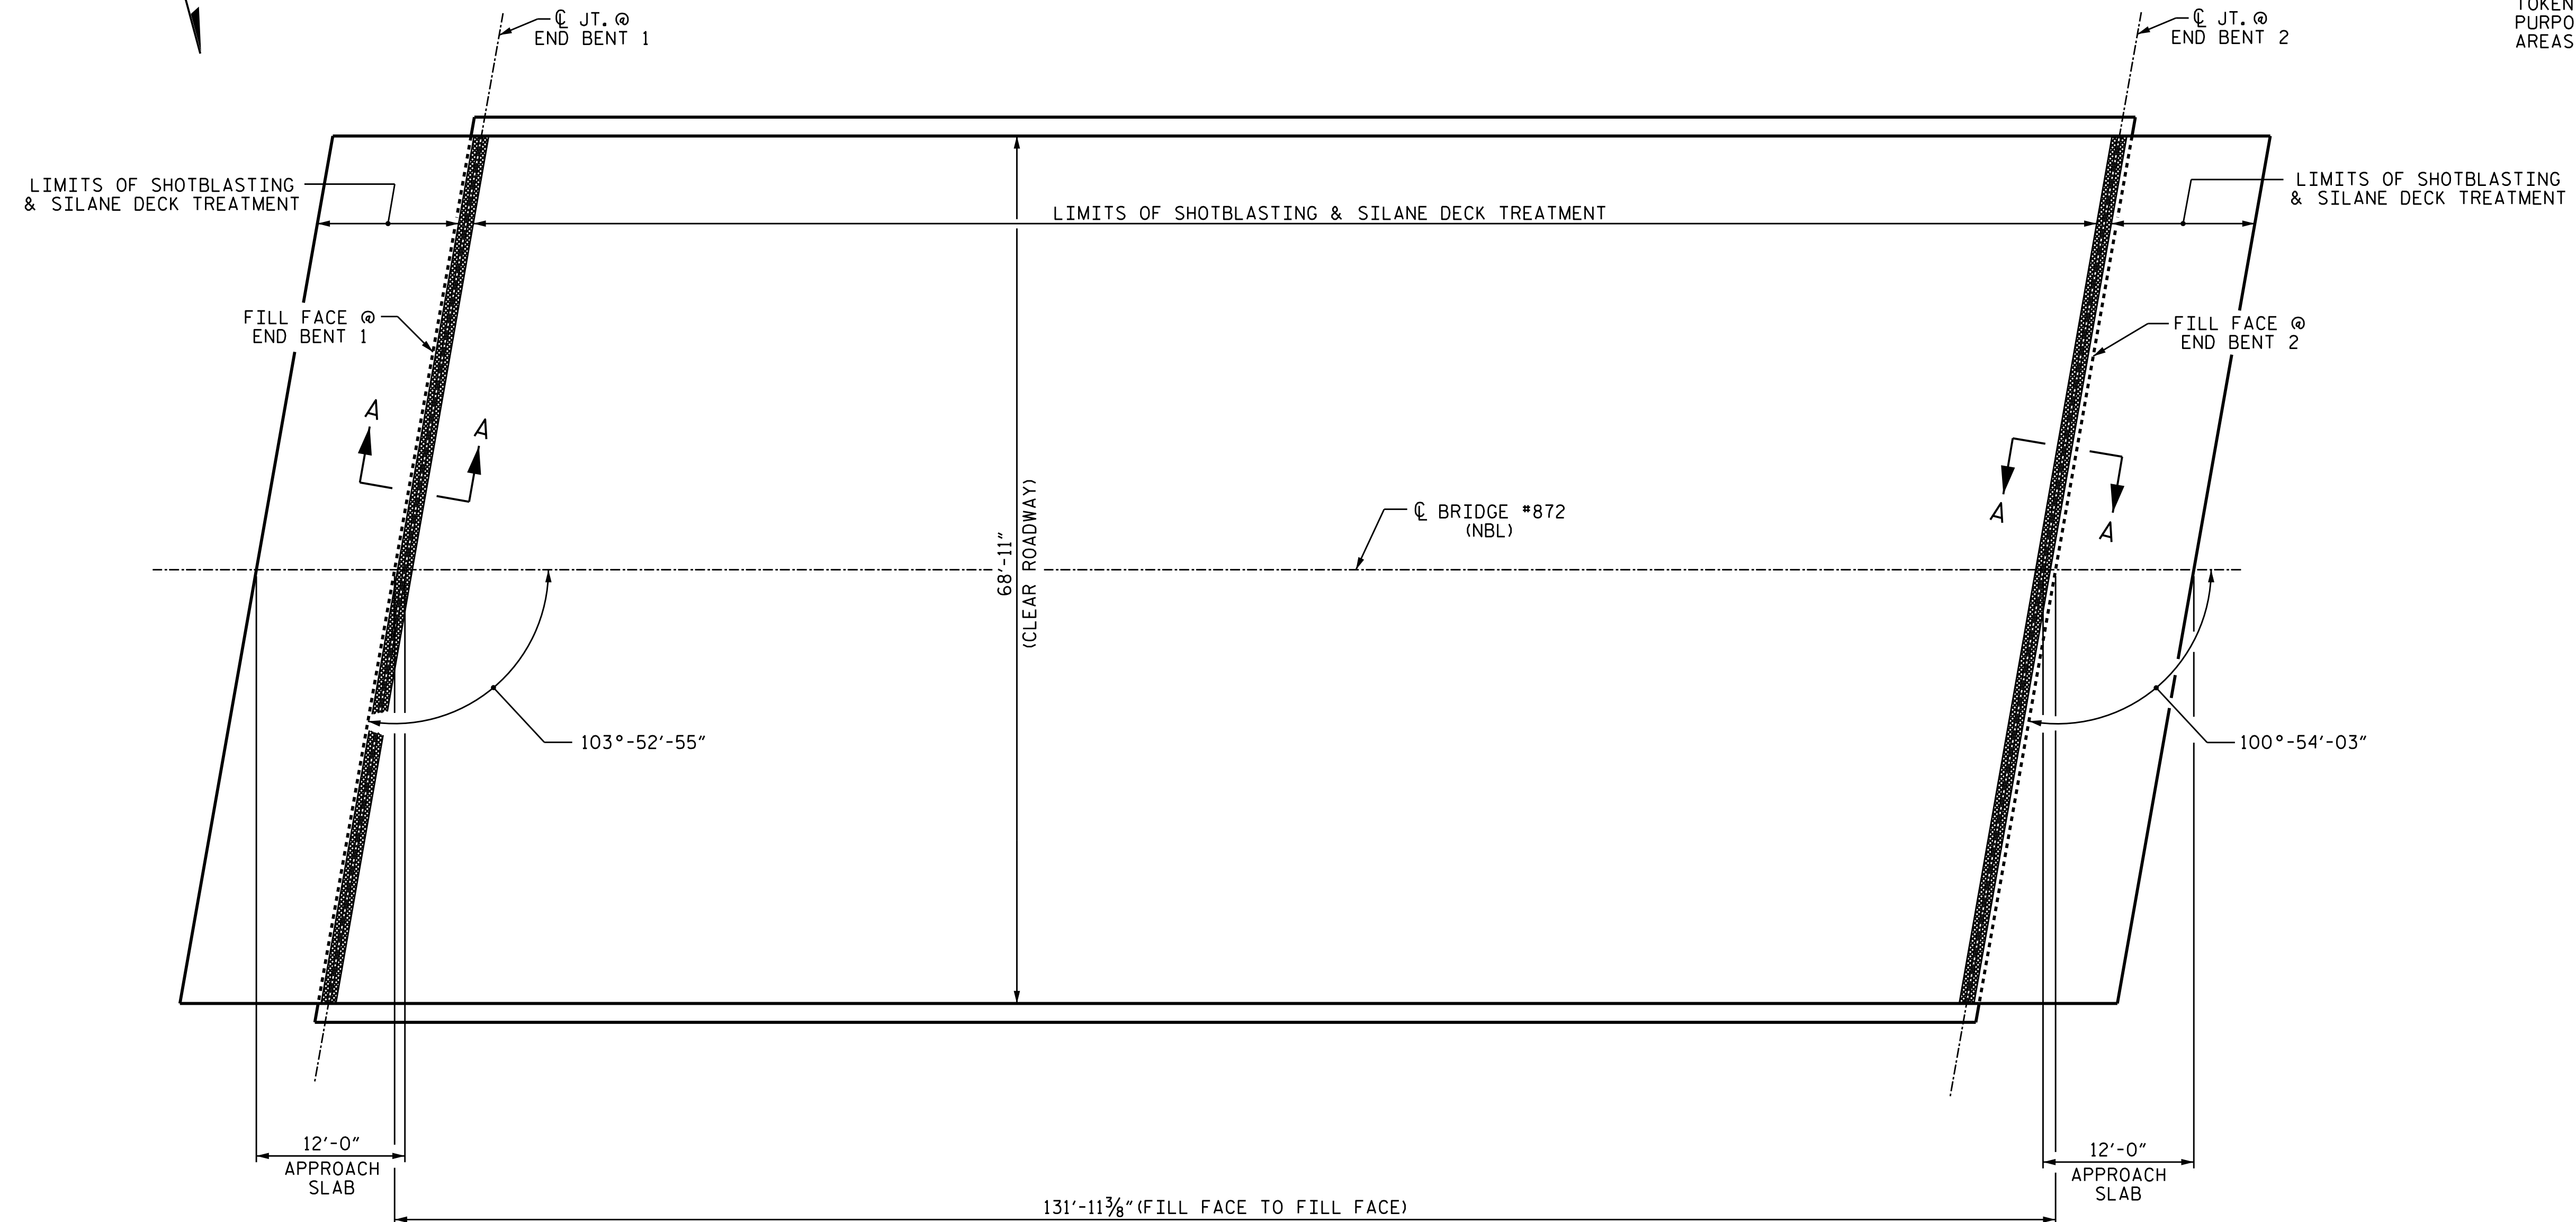 ℄ JT. @
END BENT 1
℄ JT. @
END BENT 2
TOKEN
PURPO
AREAS
LIMITS OF SHOTBLASTING
& SILANE DECK TREATMENT
LIMITS OF SHOTBLASTING & SILANE DECK TREATMENT
LIMITS OF SHOTBLASTING
& SILANE DECK TREATMENT
FILL FACE @
END BENT 1
FILL FACE @
END BENT 2
A
A
A
A
68'-11"
(CLEAR ROADWAY)
℄ BRIDGE #872
(NBL)
103°-52'-55"
100°-54'-03"
12'-0"
APPROACH
SLAB
12'-0"
APPROACH
SLAB
131'-11⅜" (FILL FACE TO FILL FACE)